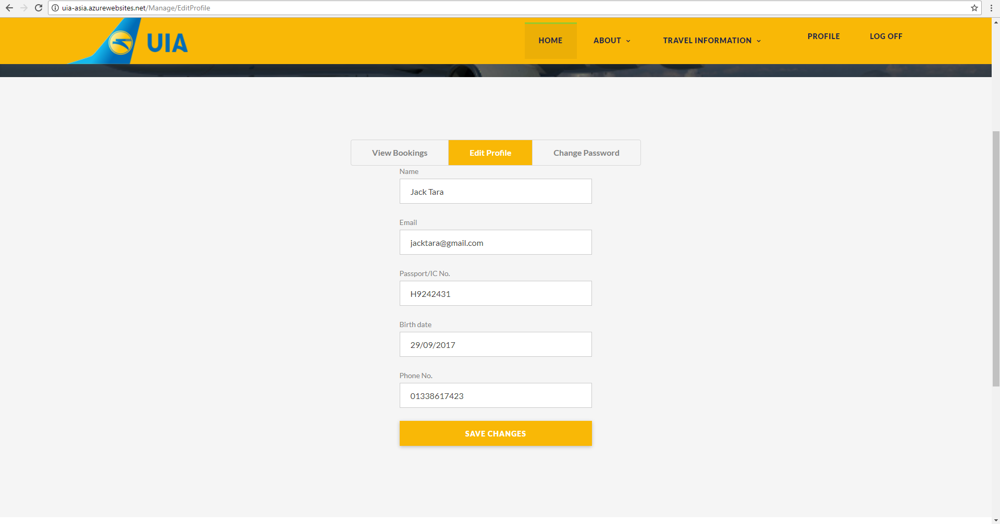 uia-asia.azurewebsites.net/Manage/EditProfile
UIA
HOME ABOUT TRAVEL INFORMATION PROFILE LOG OFF
View Bookings Edit Profile Change Password
Name
Jack Tara
Email
jacktara@gmail.com
Passport/IC No.
H9242431
Birth date
29/09/2017
Phone No.
01338617423
SAVE CHANGES